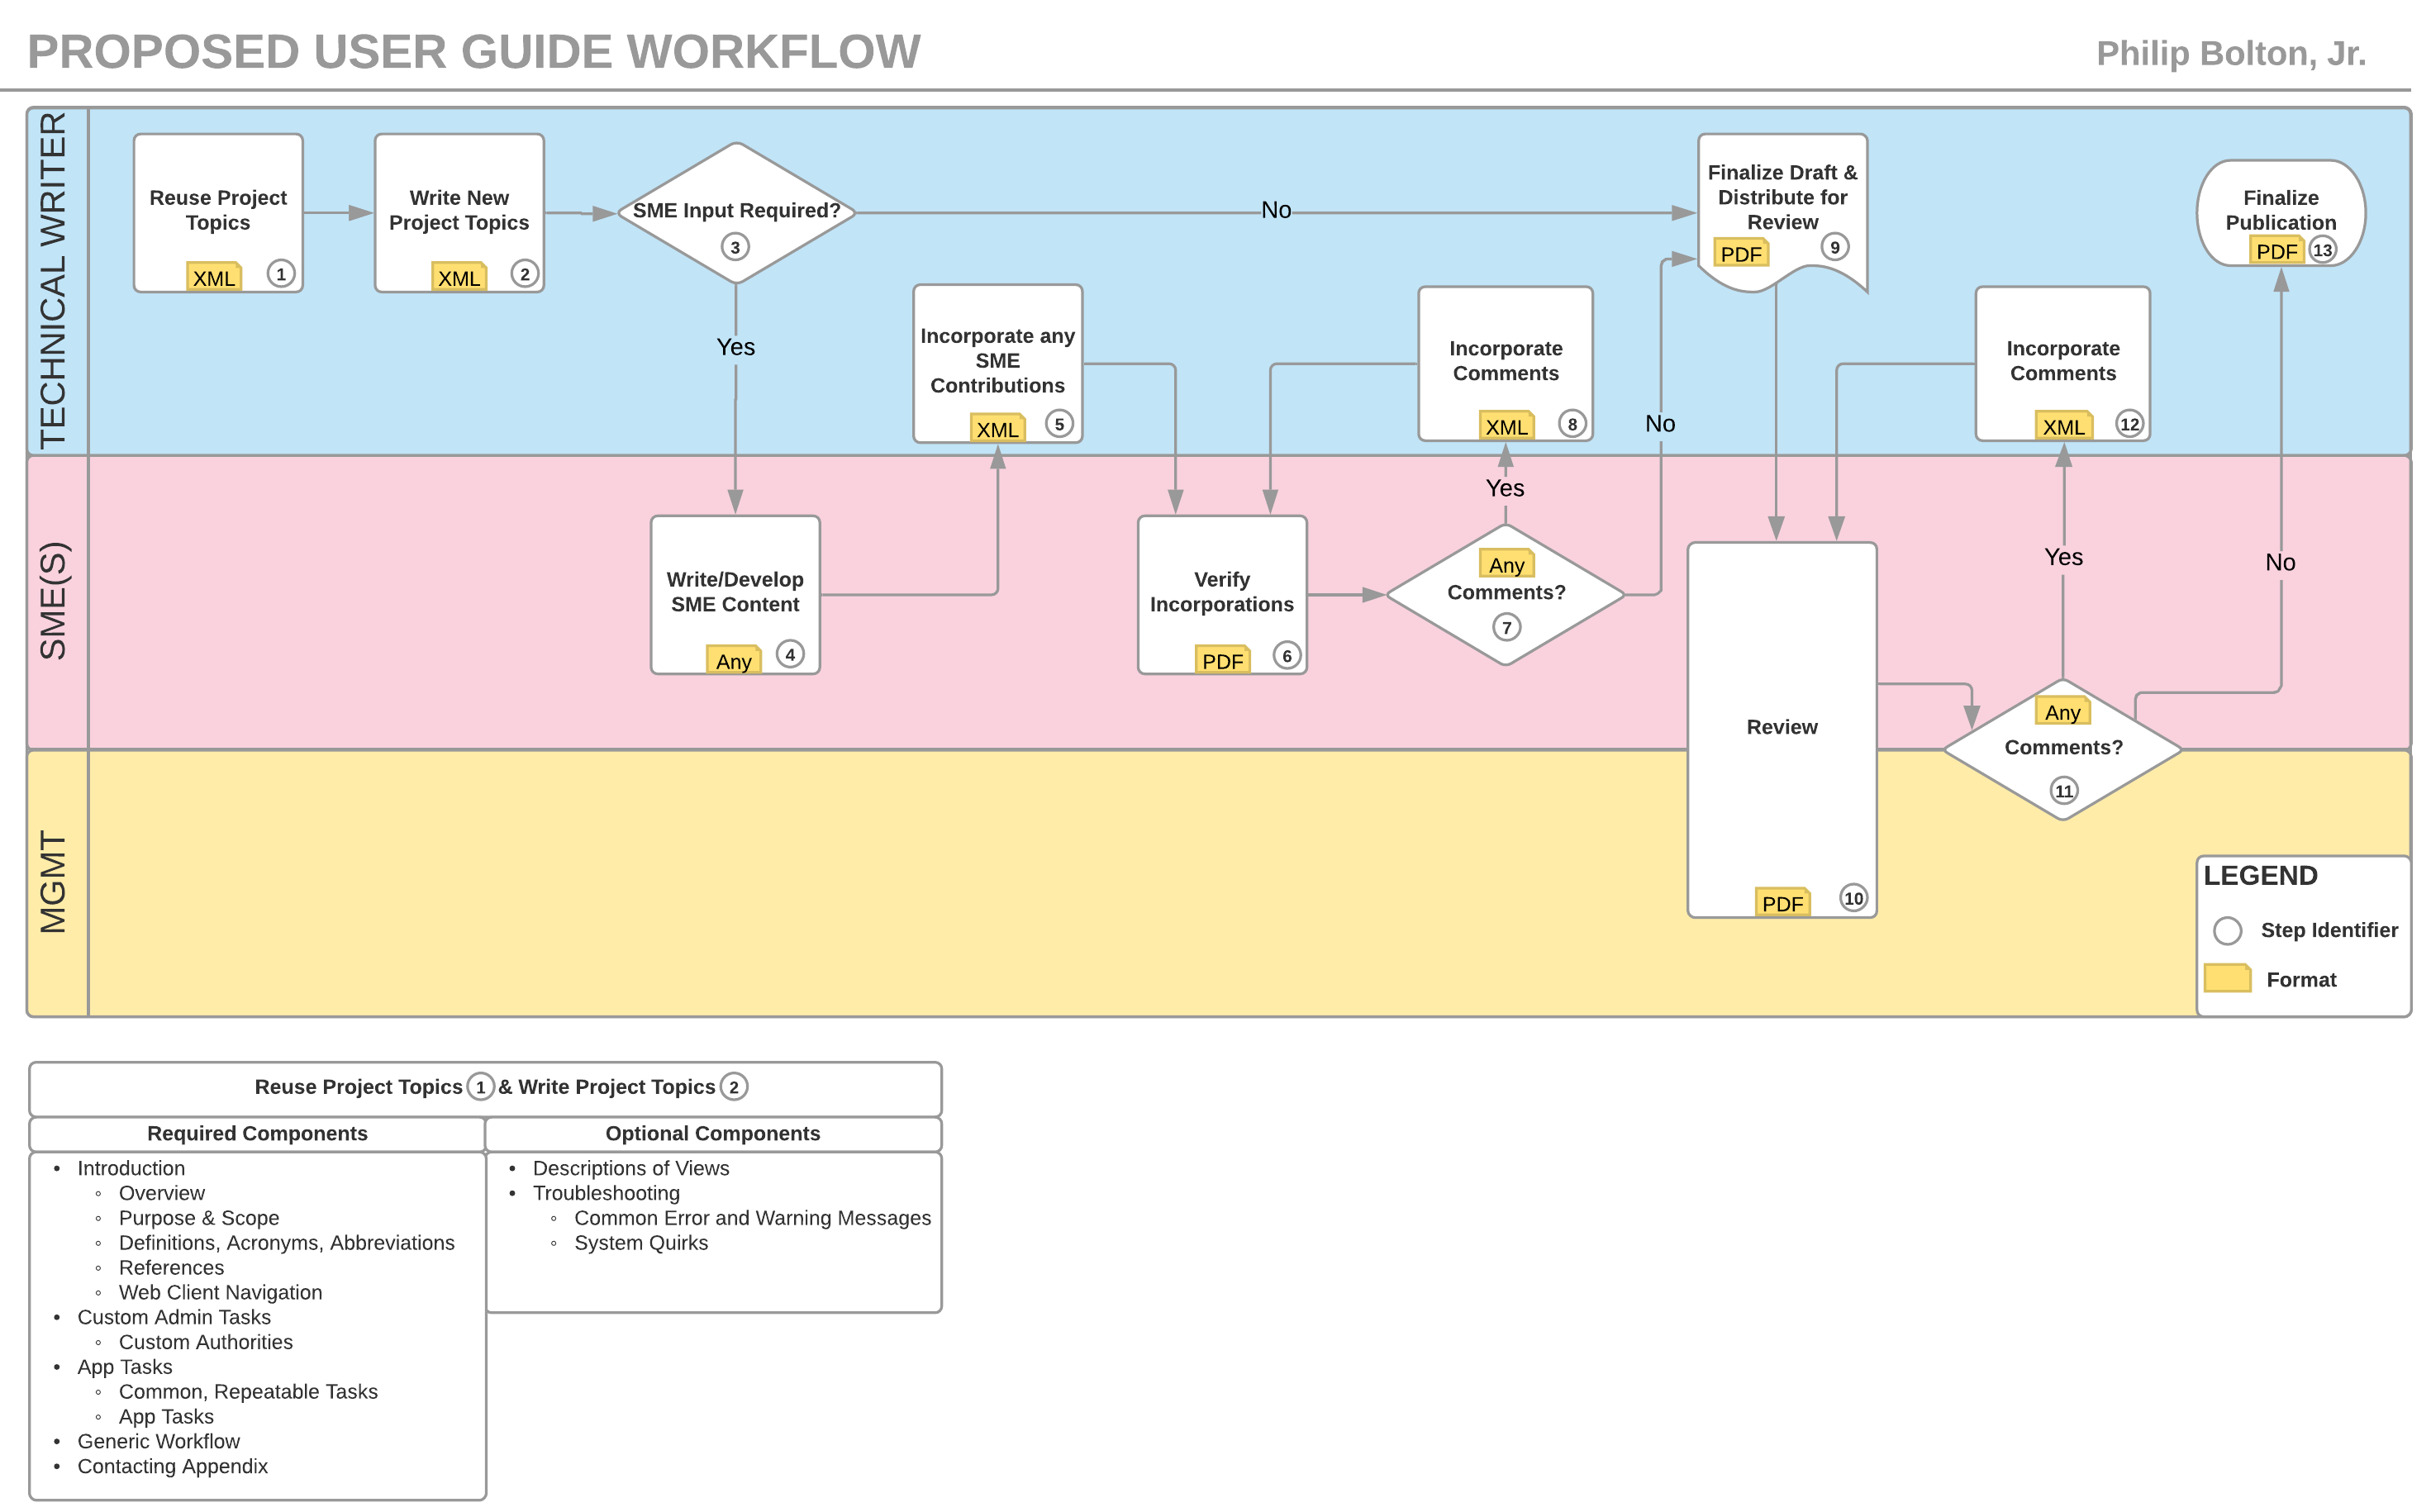 PROPOSED USER GUIDE WORKFLOW
Philip Bolton, Jr.
TECHNICAL WRITER
Reuse Project
Topics
XML
1
Write New
Project Topics
XML
2
SME Input Required?
3
No
Yes
Finalize Draft &
Distribute for
Review
PDF
9
Finalize
Publication
PDF
13
Incorporate any
SME
Contributions
XML
5
Incorporate
Comments
XML
8
No
Incorporate
Comments
XML
12
SME(S)
Write/Develop
SME Content
Any
4
Verify
Incorporations
PDF
6
Yes
Any
Comments?
7
Yes
No
Review
PDF
10
Any
Comments?
11
MGMT
LEGEND
Step Identifier
Format
Reuse Project Topics 1 & Write Project Topics 2
Required Components
• Introduction
◦ Overview
◦ Purpose & Scope
◦ Definitions, Acronyms, Abbreviations
◦ References
◦ Web Client Navigation
• Custom Admin Tasks
◦ Custom Authorities
• App Tasks
◦ Common, Repeatable Tasks
◦ App Tasks
• Generic Workflow
• Contacting Appendix
Optional Components
• Descriptions of Views
• Troubleshooting
◦ Common Error and Warning Messages
◦ System Quirks